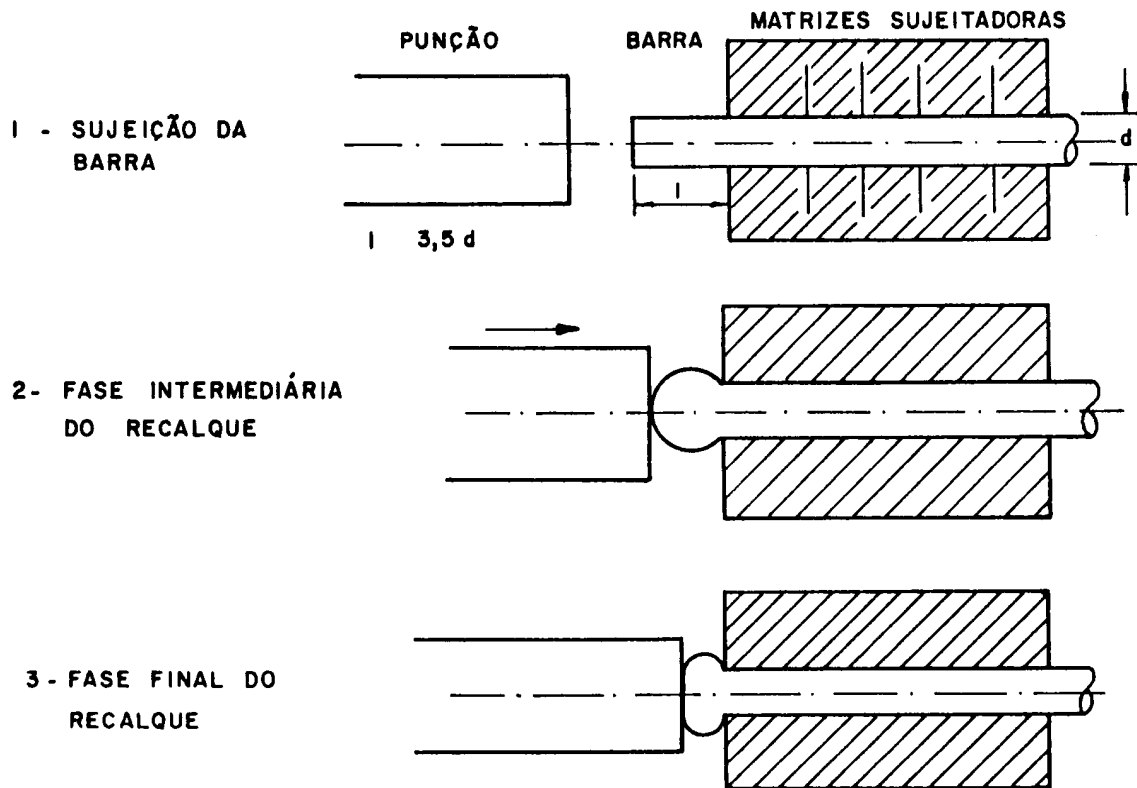 MATRIZES SUJEITADORAS
PUNÇÃO
BARRA
1 - SUJEIÇÃO DA
BARRA
d
l
l 3,5 d
2- FASE INTERMEDIÁRIA
DO RECALQUE
3 - FASE FINAL DO
RECALQUE